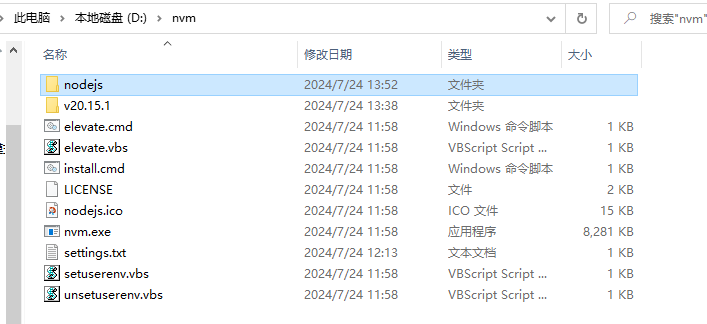 此电脑 > 本地磁盘 (D:) > nvm 搜索"nvm"
名称 修改日期 类型 大小
nodejs 2024/7/24 13:52 文件夹
v20.15.1 2024/7/24 13:38 文件夹
elevate.cmd 2024/7/24 11:58 Windows 命令脚本 1 KB
elevate.vbs 2024/7/24 11:58 VBScript Script ... 1 KB
install.cmd 2024/7/24 11:58 Windows 命令脚本 1 KB
LICENSE 2024/7/24 11:58 文件 2 KB
nodejs.ico 2024/7/24 11:58 ICO 文件 15 KB
nvm.exe 2024/7/24 11:58 应用程序 8,281 KB
settings.txt 2024/7/24 12:13 文本文档 1 KB
setuserenv.vbs 2024/7/24 11:58 VBScript Script ... 1 KB
unsetuserenv.vbs 2024/7/24 11:58 VBScript Script ... 1 KB